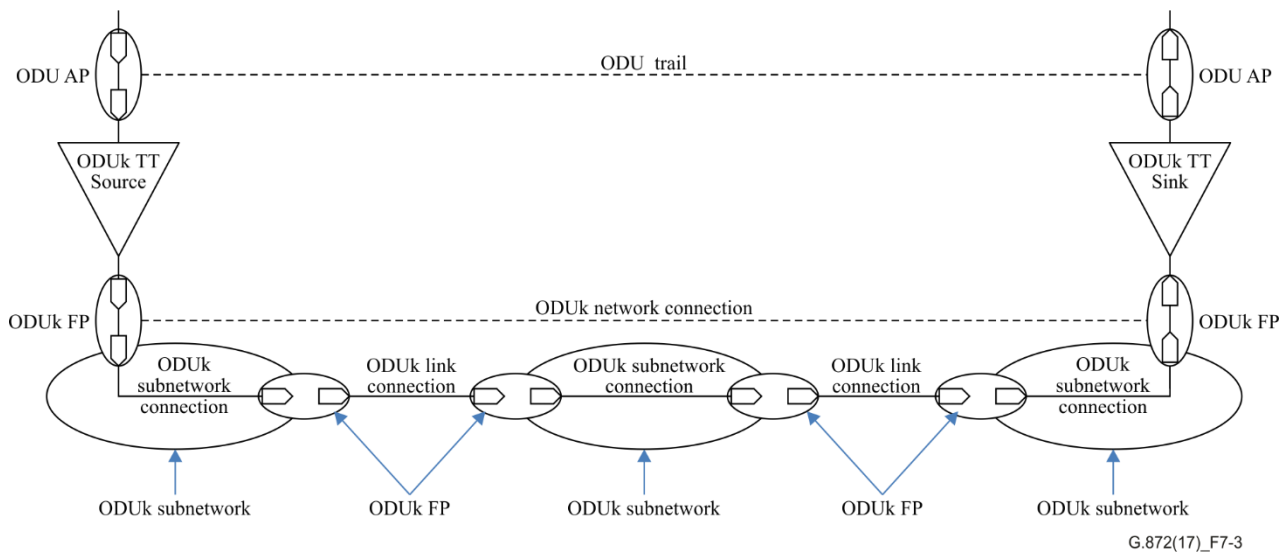 ODU AP
ODU trail
ODU AP
ODUk TT
Source
ODUk TT
Sink
ODUk FP
ODUk network connection
ODUk FP
ODUk
subnetwork
connection
ODUk link
connection
ODUk subnetwork
connection
ODUk link
connection
ODUk
subnetwork
connection
ODUk subnetwork
ODUk FP
ODUk subnetwork
ODUk FP
ODUk subnetwork
G.872(17)_F7-3